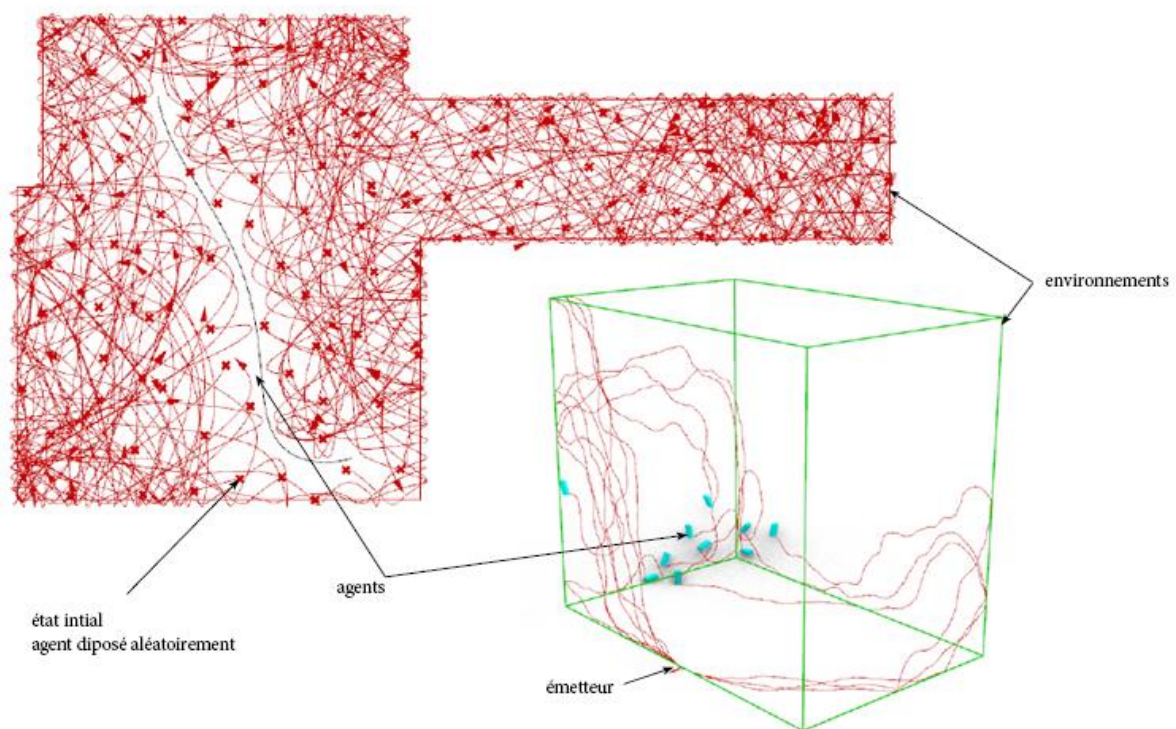 environnements
agents
état intial
agent diposé aléatoirement
émetteur